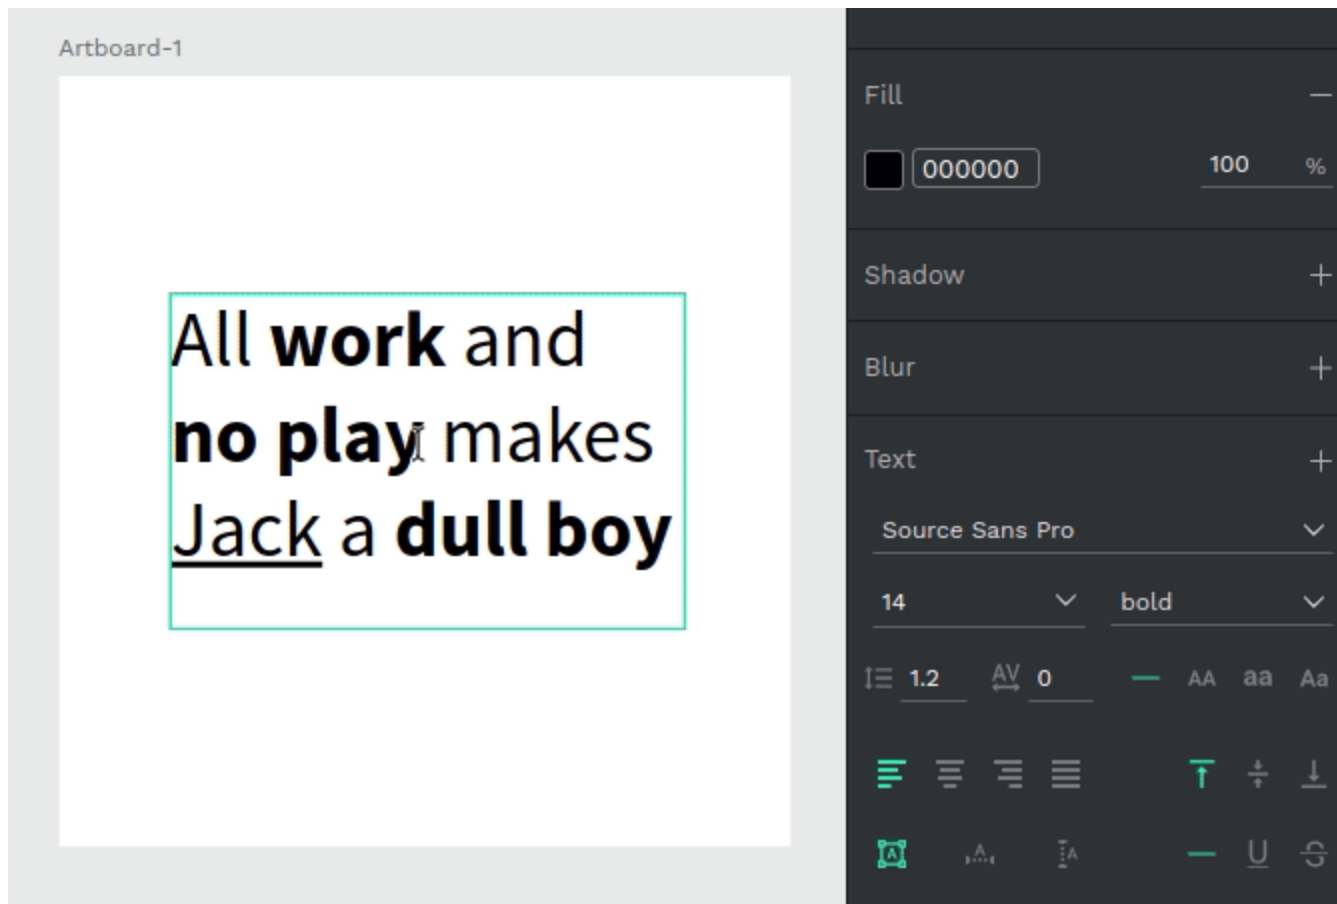 Artboard-1
All work and
no play makes
Jack a dull boy
Fill
000000 100 %
Shadow
Blur
Text
Source Sans Pro
14 bold
1.2 AV 0 AA aa Aa
A A A U S